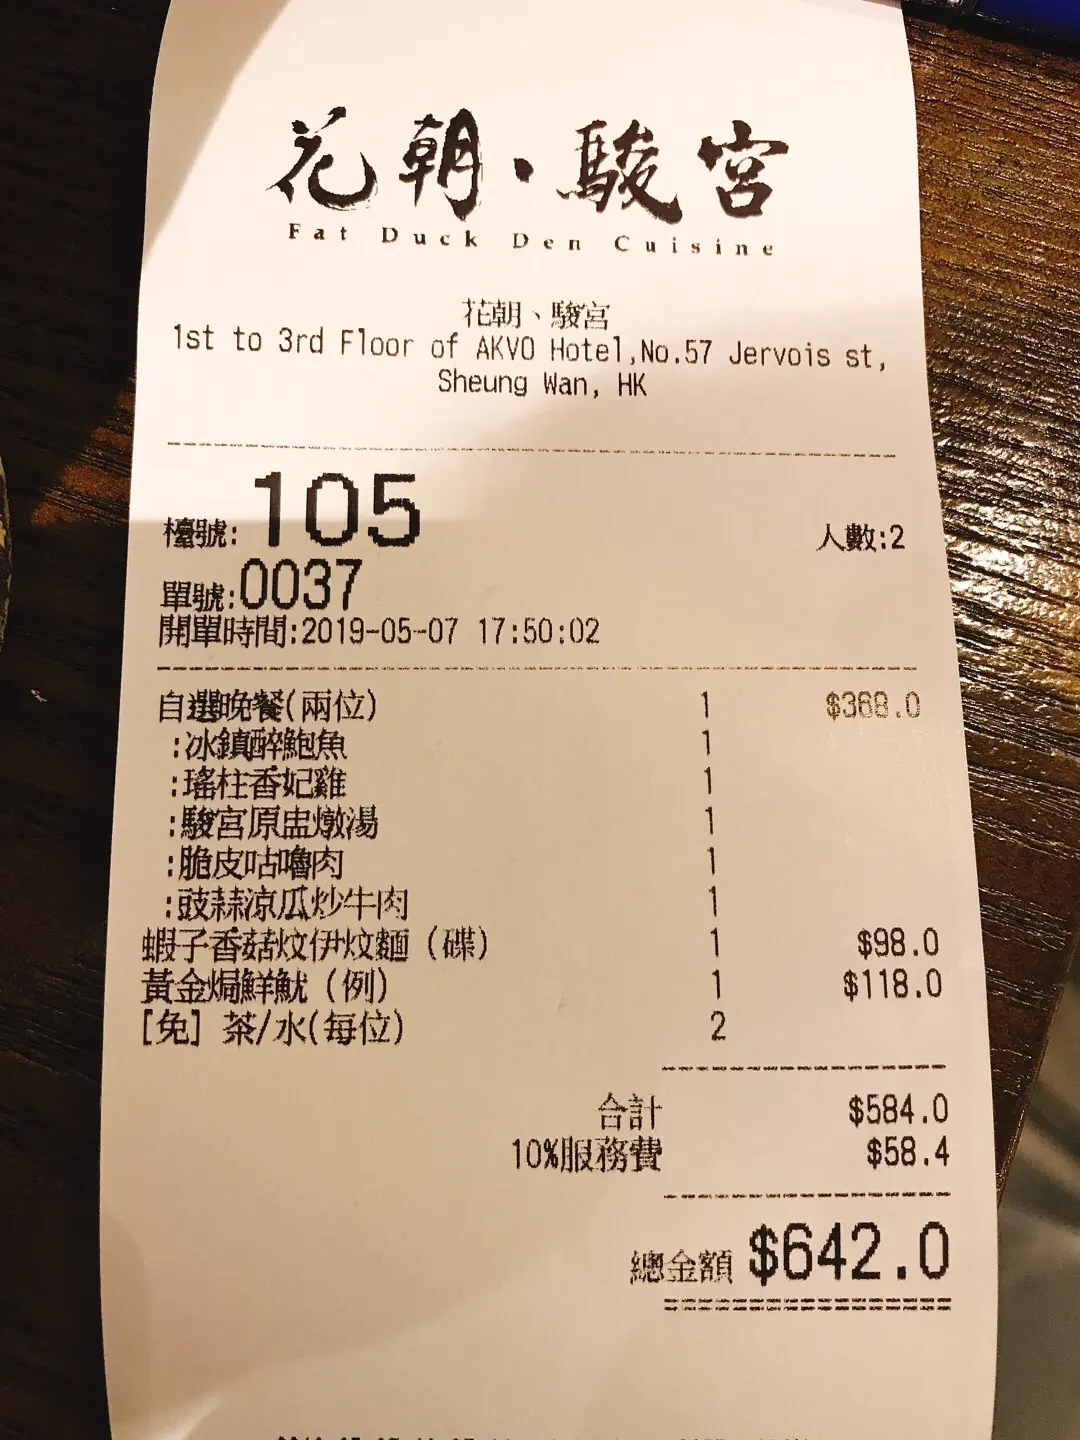 花朝·駿宮
Fat Duck Den Cuisine
花朝、駿宮
1st to 3rd Floor of AKVO Hotel,No.57 Jervois st,
Sheung Wan, HK
檯號:105 人數:2
單號:0037
開單時間:2019-05-07 17:50:02
自選晚餐(兩位) 1 $368.0
:冰鎮醉鮑魚 1
:瑤柱香妃雞 1
:駿宮原盅燉湯 1
:脆皮咕嚕肉 1
:豉蒜凉瓜炒牛肉 1
蝦子香菇炆伊炆麵 (碟) 1 $98.0
黃金焗鮮魷 (例) 1 $118.0
[免] 茶/水(每位) 2
合計 $584.0
10%服務費 $58.4
總金額 $642.0